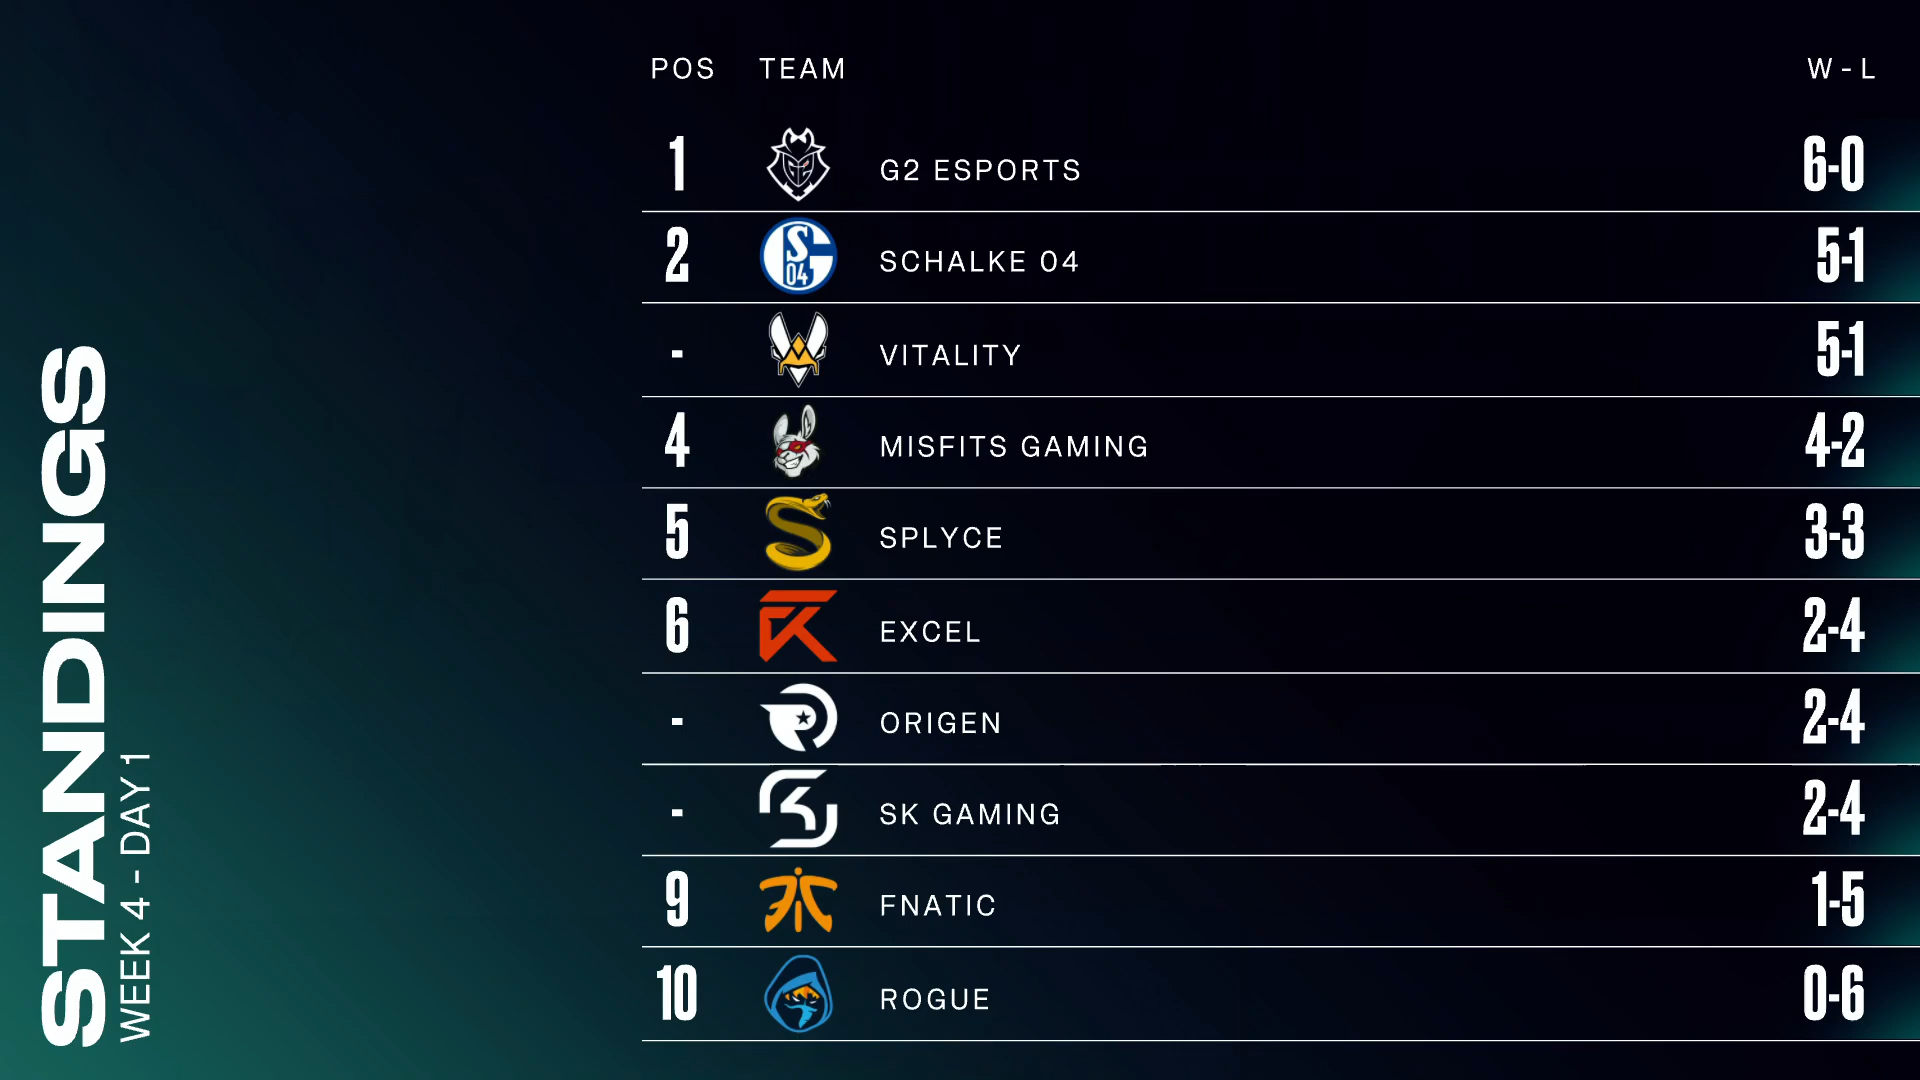 STANDINGS
WEEK 4 - DAY 1
POS TEAM W - L
1 G2 ESPORTS 6-0
2 S04 SCHALKE 04 5-1
- VITALITY 5-1
4 MISFITS GAMING 4-2
5 SPLYCE 3-3
6 EXCEL 2-4
- ORIGEN 2-4
- SK GAMING 2-4
9 FNATIC 1-5
10 ROGUE 0-6